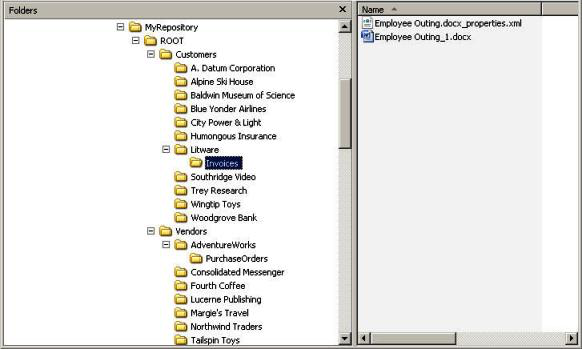 Folders
MyRepository
ROOT
Customers
A. Datum Corporation
Alpine Ski House
Baldwin Museum of Science
Blue Yonder Airlines
City Power & Light
Humongous Insurance
Litware
Invoices
Southridge Video
Trey Research
Wingtip Toys
Woodgrove Bank
Vendors
AdventureWorks
PurchaseOrders
Consolidated Messenger
Fourth Coffee
Lucerne Publishing
Margie's Travel
Northwind Traders
Tailspin Toys
Name
Employee Outing.docx_properties.xml
Employee Outing_1.docx